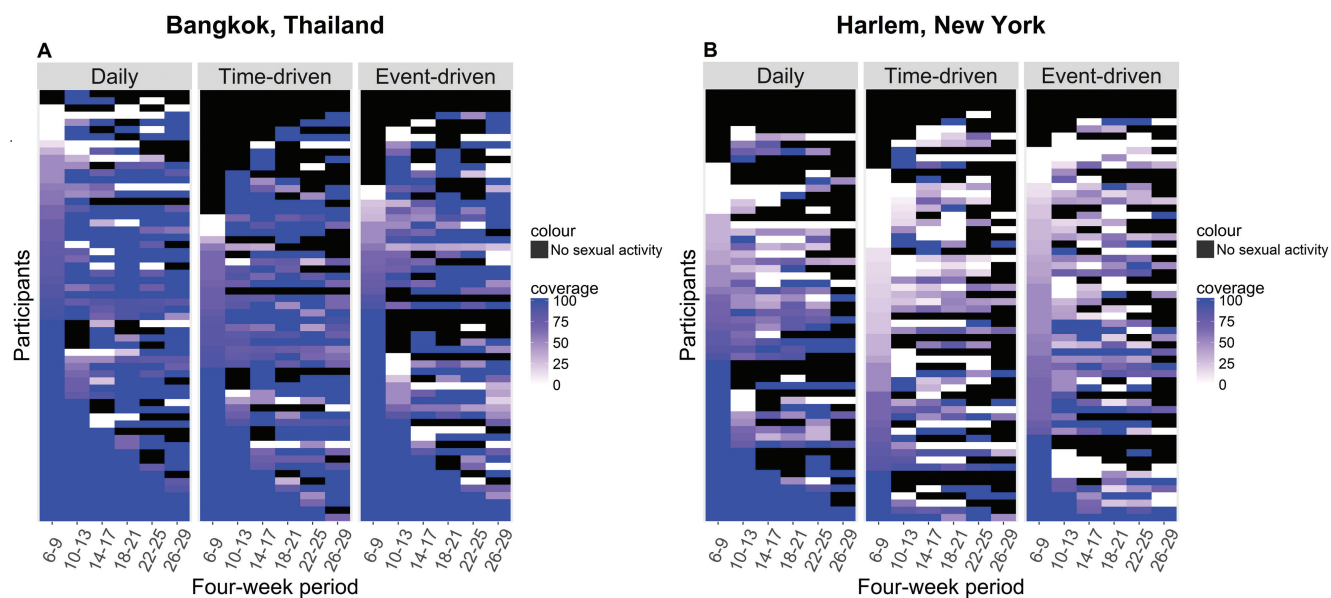 Bangkok, Thailand
A
Daily Time-driven Event-driven
Participants
6-9 10-13 14-17 18-21 22-25 26-29 6-9 10-13 14-17 18-21 22-25 26-29 6-9 10-13 14-17 18-21 22-25 26-29
Four-week period
colour
No sexual activity
coverage
100
75
50
25
0
Harlem, New York
B
Daily Time-driven Event-driven
Participants
6-9 10-13 14-17 18-21 22-25 26-29 6-9 10-13 14-17 18-21 22-25 26-29 6-9 10-13 14-17 18-21 22-25 26-29
Four-week period
colour
No sexual activity
coverage
100
75
50
25
0